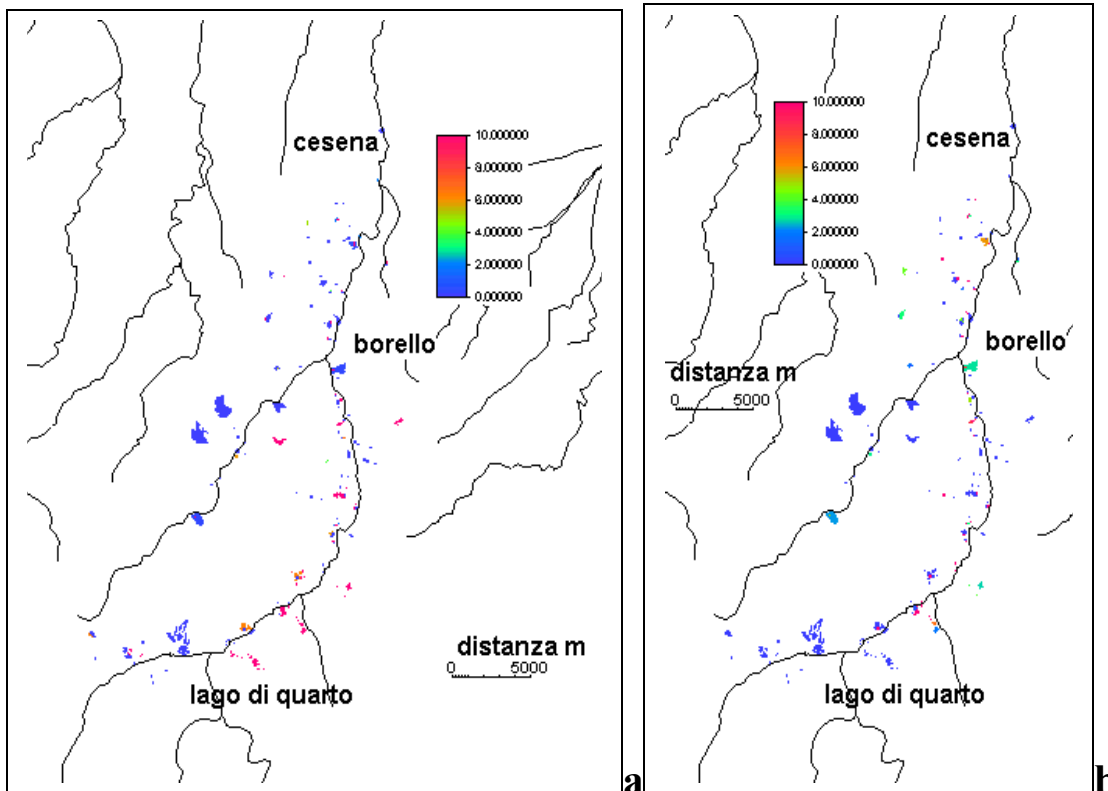 cesena
10.000000
8.000000
6.000000
4.000000
2.000000
0.000000
borello
distanza m
0 5000
lago di quarto
a
10.000000
8.000000
6.000000
4.000000
2.000000
0.000000
cesena
borello
distanza m
0 5000
lago di quarto
b